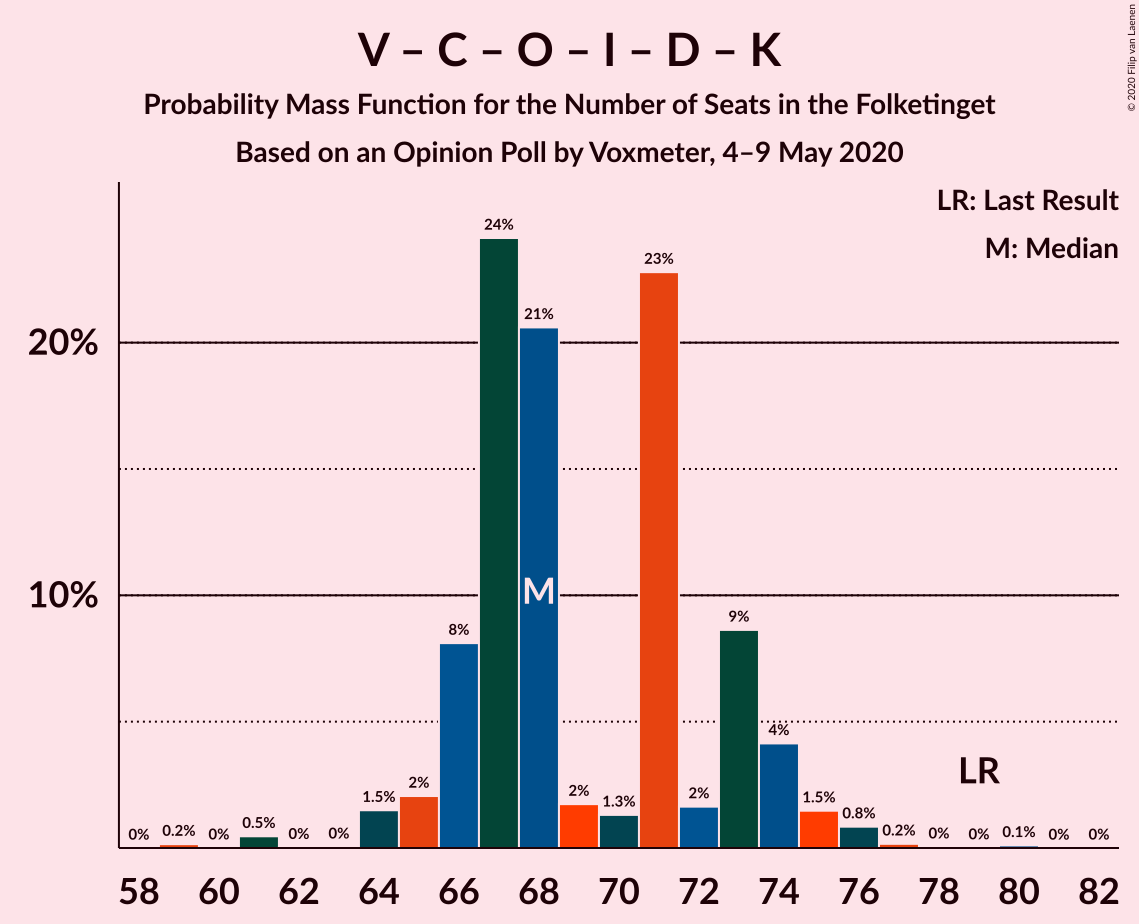 V – C – O – I – D – K
Probability Mass Function for the Number of Seats in the Folketinget
Based on an Opinion Poll by Voxmeter, 4–9 May 2020
© 2020 Filip van Laenen
LR: Last Result
M: Median
20%
10%
0% 0.2% 0% 0.5% 0% 0% 1.5% 2% 8% 24% 21% 2% 1.3% 23% 2% 9% 4% 1.5% 0.8% 0.2% 0% 0% 0.1% 0% 0%
M
LR
58 60 62 64 66 68 70 72 74 76 78 80 82